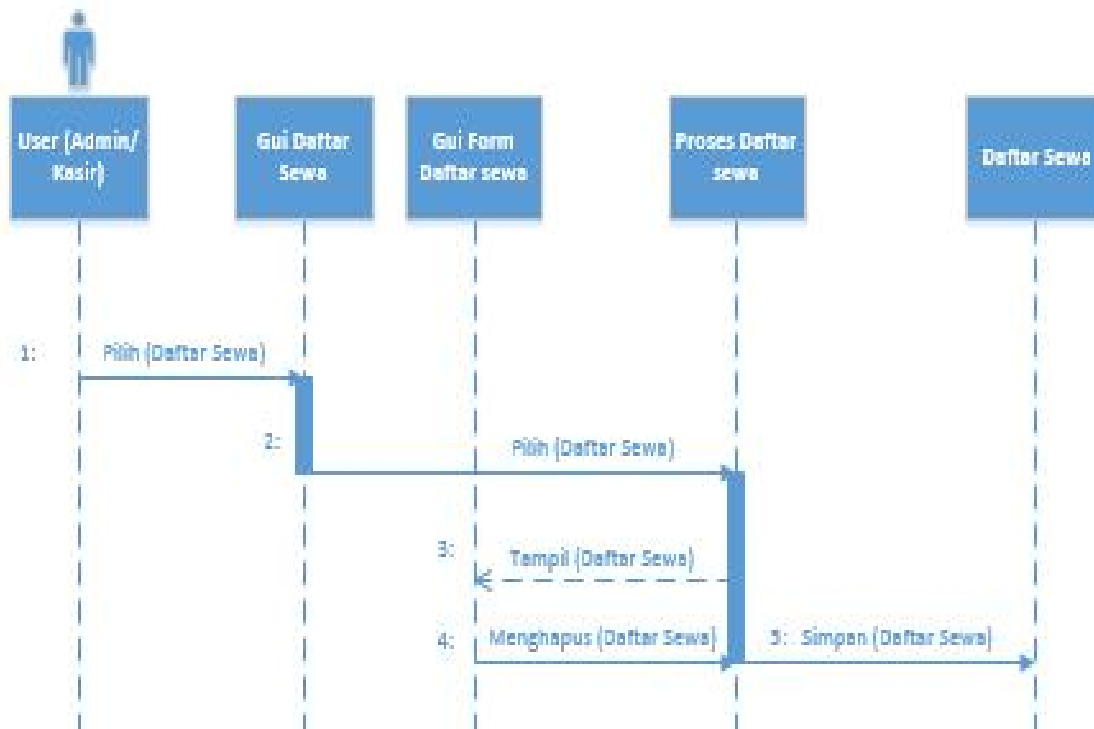 User (Admin/
Kasir)
Gui Daftar
Sewa
Gui Form
Daftar sewa
Proses Daftar
sewa
Daftar Sewa
1: Pilih (Daftar Sewa)
2: Pilih (Daftar Sewa)
3: Tampil (Daftar Sewa)
4: Menghapus (Daftar Sewa)
5: Simpan (Daftar Sewa)